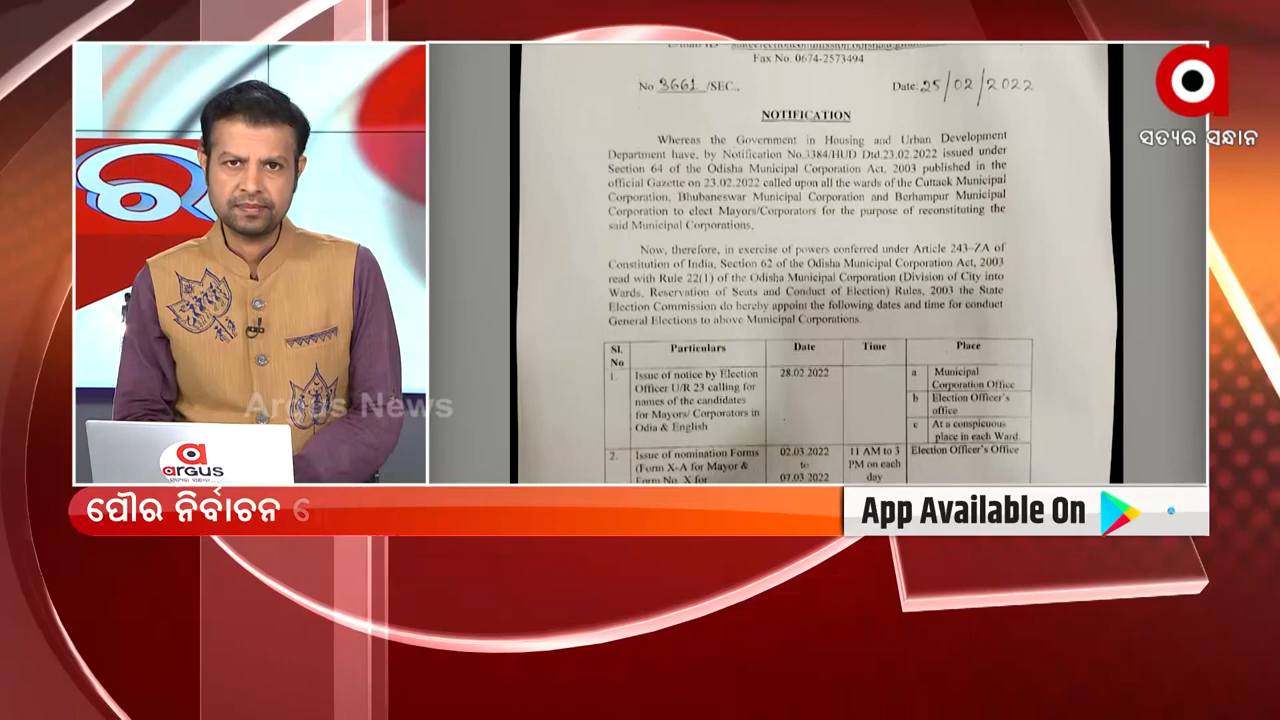 Fax No. 0674-2573494
No 3661 /SEC.,
Date: 25/02/2022
NOTIFICATION
Whereas the Government in Housing and Urban Development
Department have, by Notification No.3384/HUD Dtd.23.02.2022 issued under
Section 64 of the Odisha Municipal Corporation Act, 2003 published in the
official Gazette on 23.02.2022 called upon all the wards of the Cuttack Municipal
Corporation, Bhubaneswar Municipal Corporation and Berhampur Municipal
Corporation to elect Mayors/Corporators for the purpose of reconstituting the
said Municipal Corporations.
Now, therefore, in exercise of powers conferred under Article 243-ZA of
Constitution of India, Section 62 of the Odisha Municipal Corporation Act, 2003
read with Rule 22(1) of the Odisha Municipal Corporation (Division of City into
Wards, Reservation of Seats and Conduct of Election) Rules, 2003 the State
Election Commission do hereby appoint the following dates and time for conduct
General Elections to above Municipal Corporations.
Sl. No Particulars Date Time Place
1. Issue of notice by Election 28.02.2022 a Municipal
Officer U/R 23 calling for Corporation Office
names of the candidates b Election Officer's
for Mayors/ Corporators in office
Odia & English c At a conspicuous
place in each Ward
2. Issue of nomination Forms 02.03.2022 11 AM to 3 Election Officer's Office
(Form X-A for Mayor & to PM on each
Form No. X for 07.03.2022 day
a
ସତ୍ୟର ସନ୍ଧାନ
ର
Argus News
argus
ସତ୍ୟର ସନ୍ଧାନ...
ପୌର ନିର୍ବାଚନ
App Available On